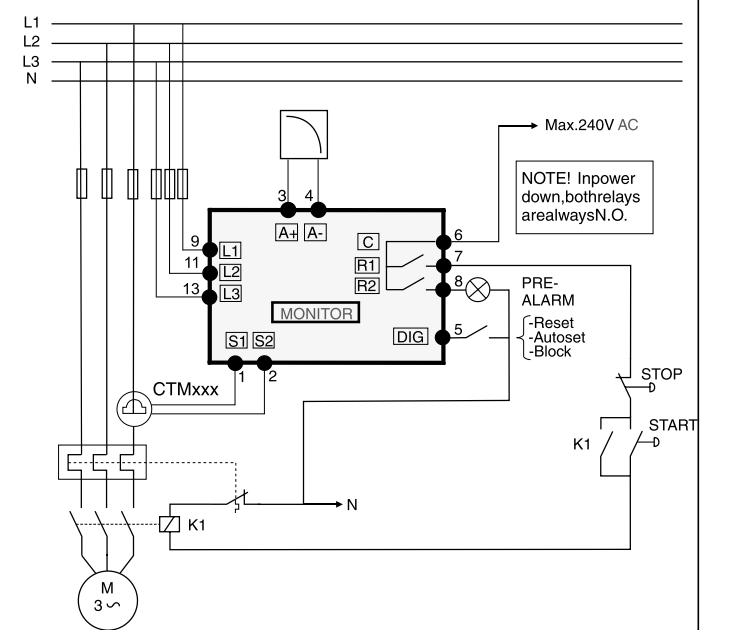 L1
L2
L3
N
Max.240V AC
NOTE! Inpower
down,bothrelays
arealwaysN.O.
3 4
A+ A-
9 L1
11 L2
13 L3
C 6
R1 7
R2 8
MONITOR
PRE-
ALARM
DIG 5
-Reset
-Autoset
-Block
S1 S2
1 2
CTMxxx
STOP
START
K1
N
K1
M
3